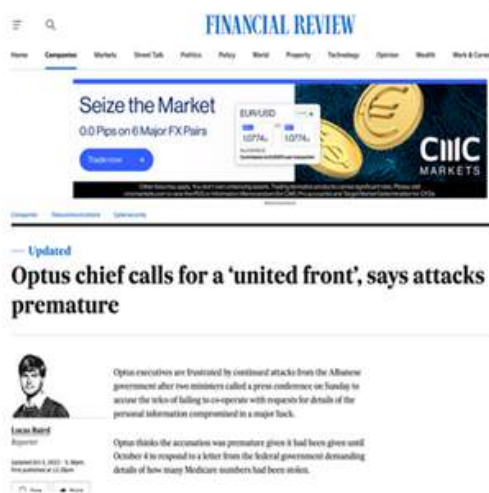 FINANCIAL REVIEW
Home Companies Markets Street Talk Politics Policy World Property Technology Opinion Wealth Work & Care
Seize the Market
0.0 Pips on 6 Major FX Pairs
Trade now
EUR/USD
1.0774 1.0774
CMC
MARKETS
Advertisement
Companies Telecommunications Cybersecurity
— Updated
Optus chief calls for a ‘united front’, says attacks
premature
Lucas Baird
Reporter
Optus executives are frustrated by continued attacks from the Albanese
government after two ministers called a press conference on Sunday to
accuse the telco of failing to co-operate with requests for details of the
personal information compromised in a major hack.
Optus thinks the accusation was premature given it had been given until
October 4 to respond to a letter from the federal government demanding
details of how many Medicare numbers had been stolen.
Save Share